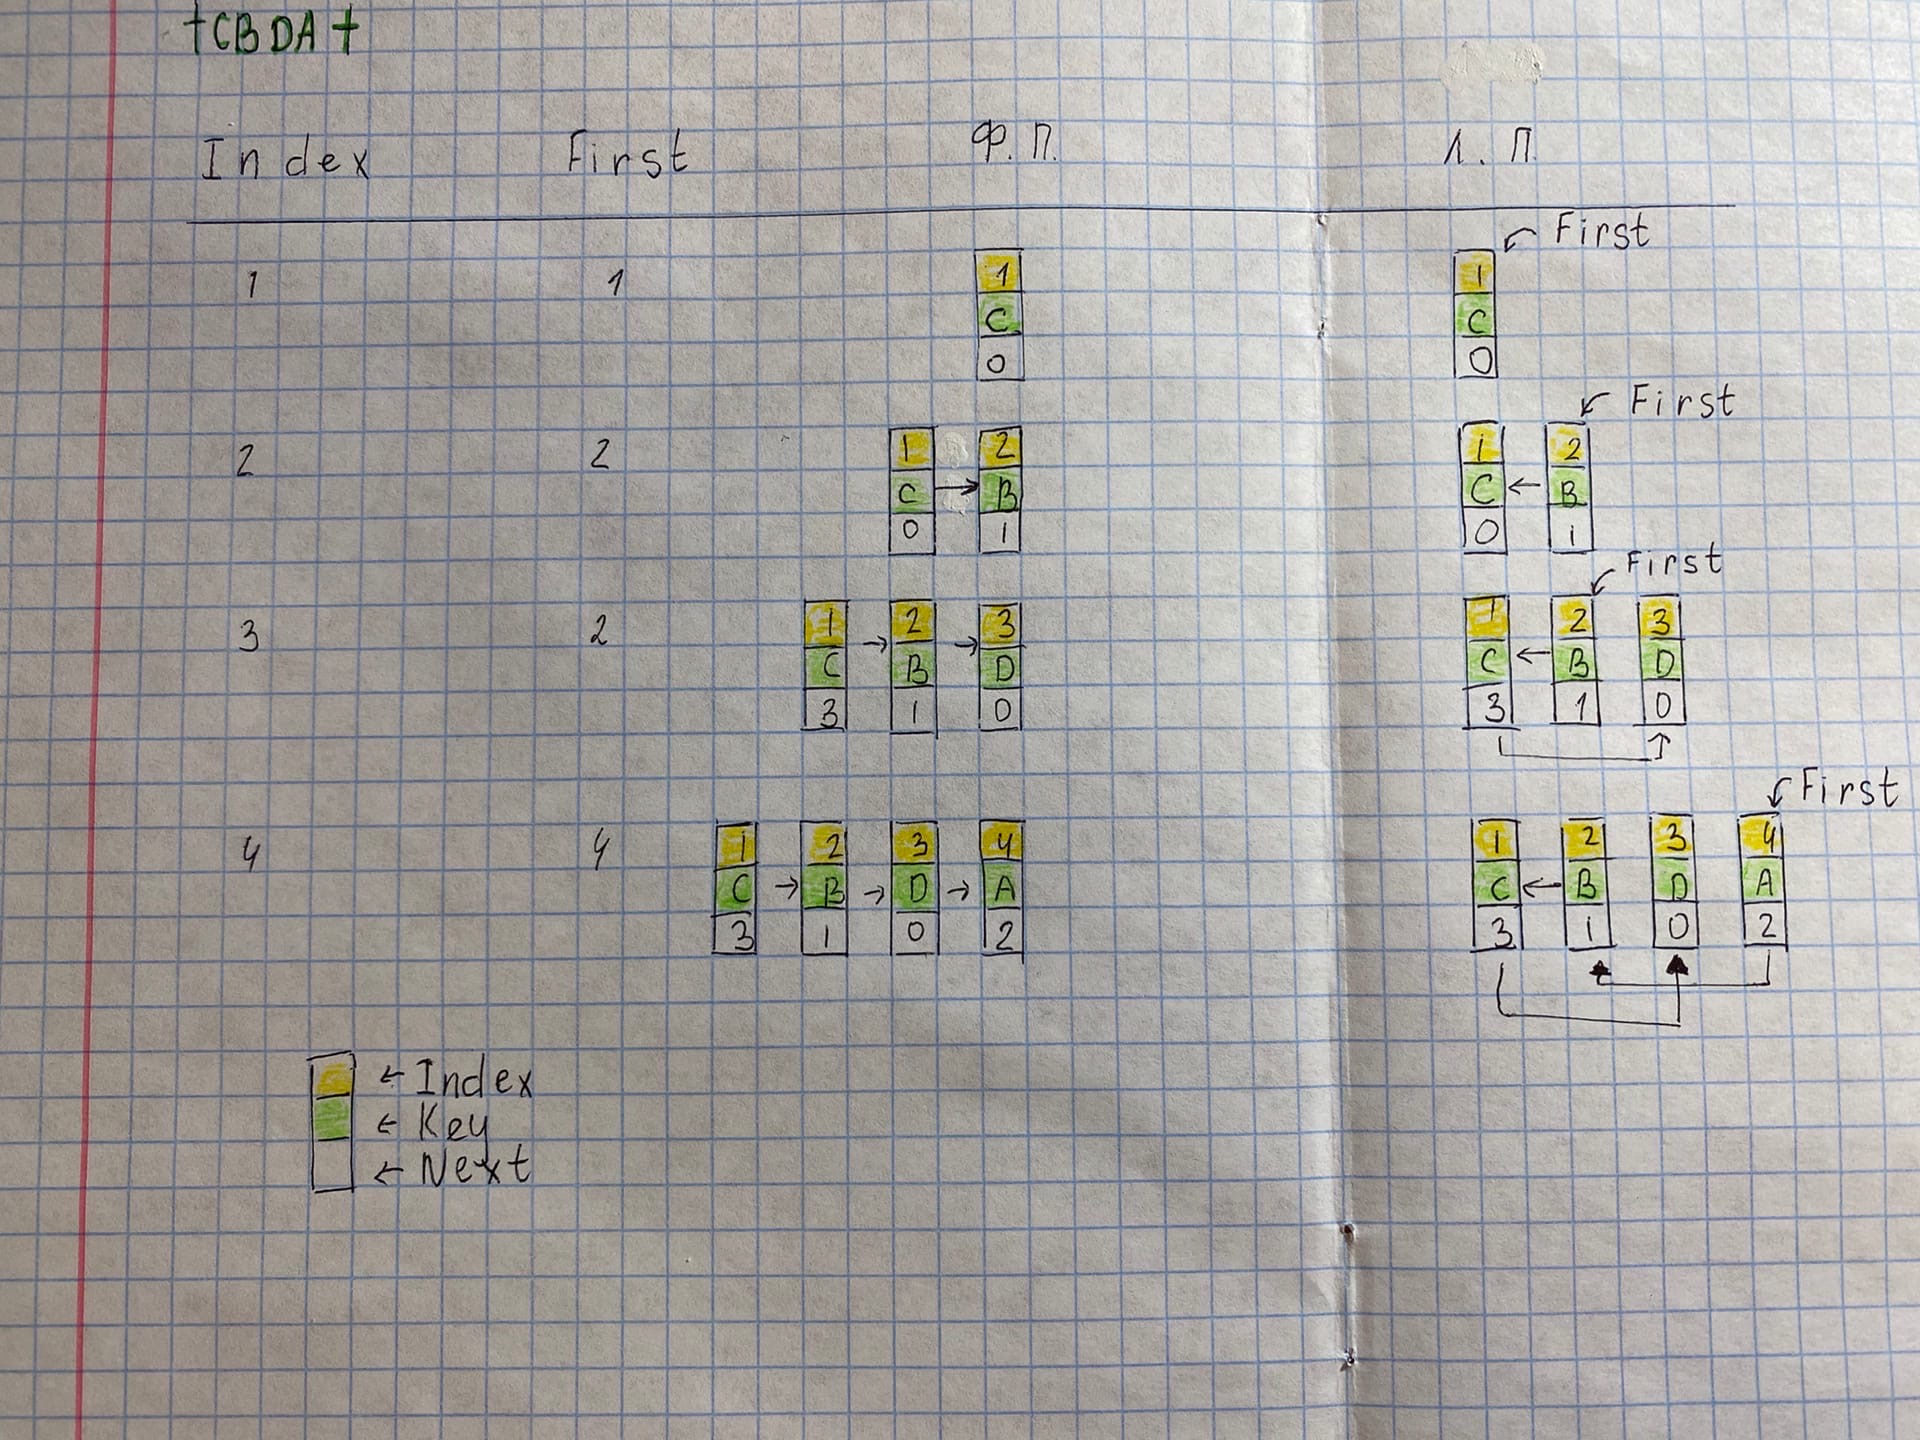 +CBDA+
Index First Ф.П. Л.П.
First
1 1 1 1
C C
0 0
First
2 2 1 2 1 2
C → B C ← B
0 1 0 1
First
3 2 1 → 2 → 3 1 2 3
C B D C ← B D
3 1 0 3 1 0
First
4 4 1 2 3 4 1 2 3 4
C → B → D → A C ← B D A
3 1 0 2 3 1 0 2
← Index
← Key
← Next